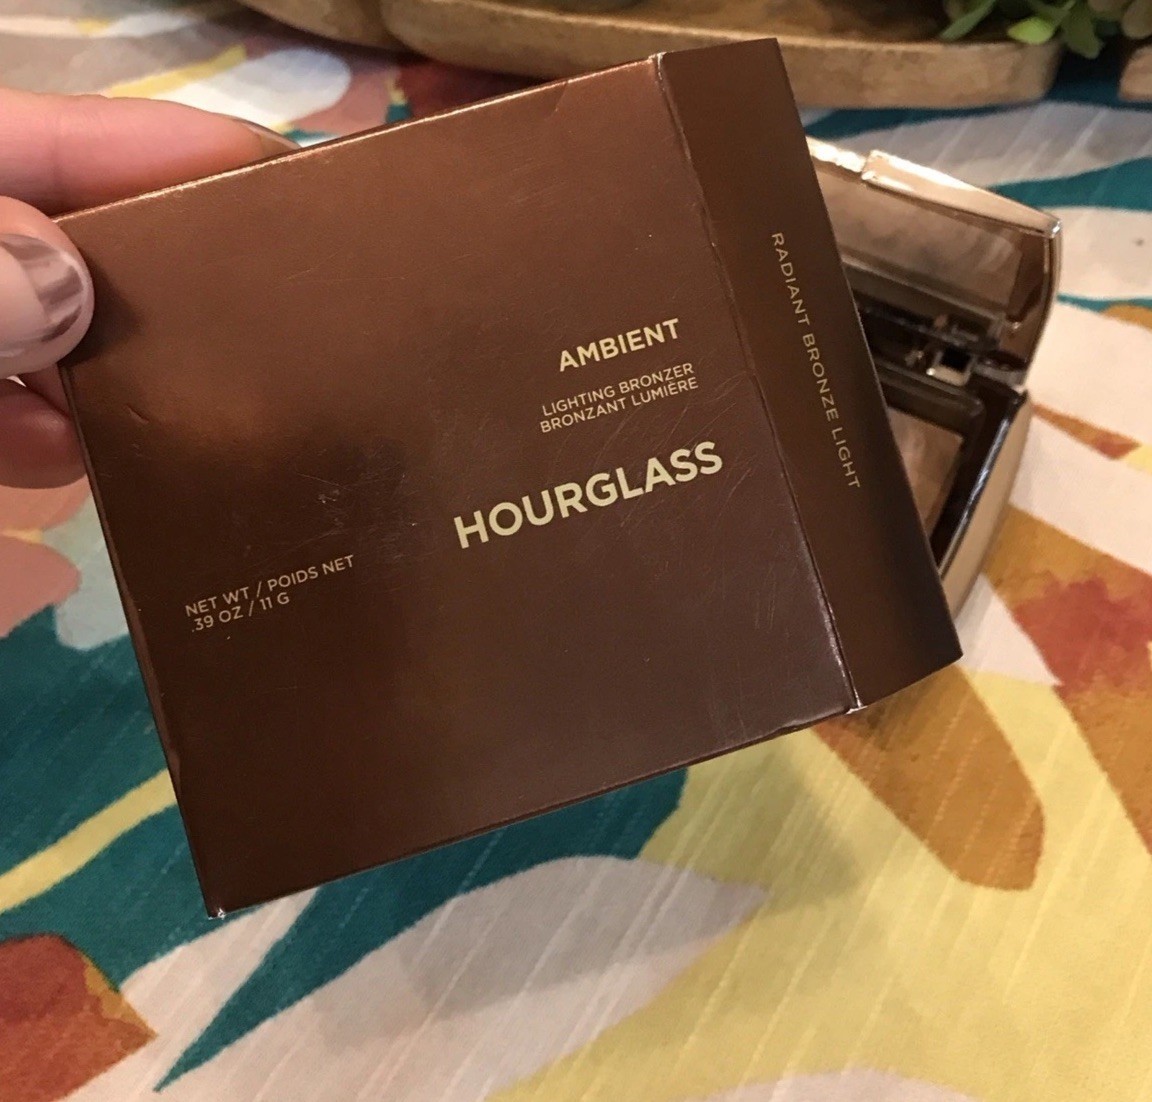 AMBIENT
LIGHTING BRONZER
BRONZANT LUMIÈRE
HOURGLASS
NET WT / POIDS NET
.39 OZ / 11 G
RADIANT BRONZE LIGHT